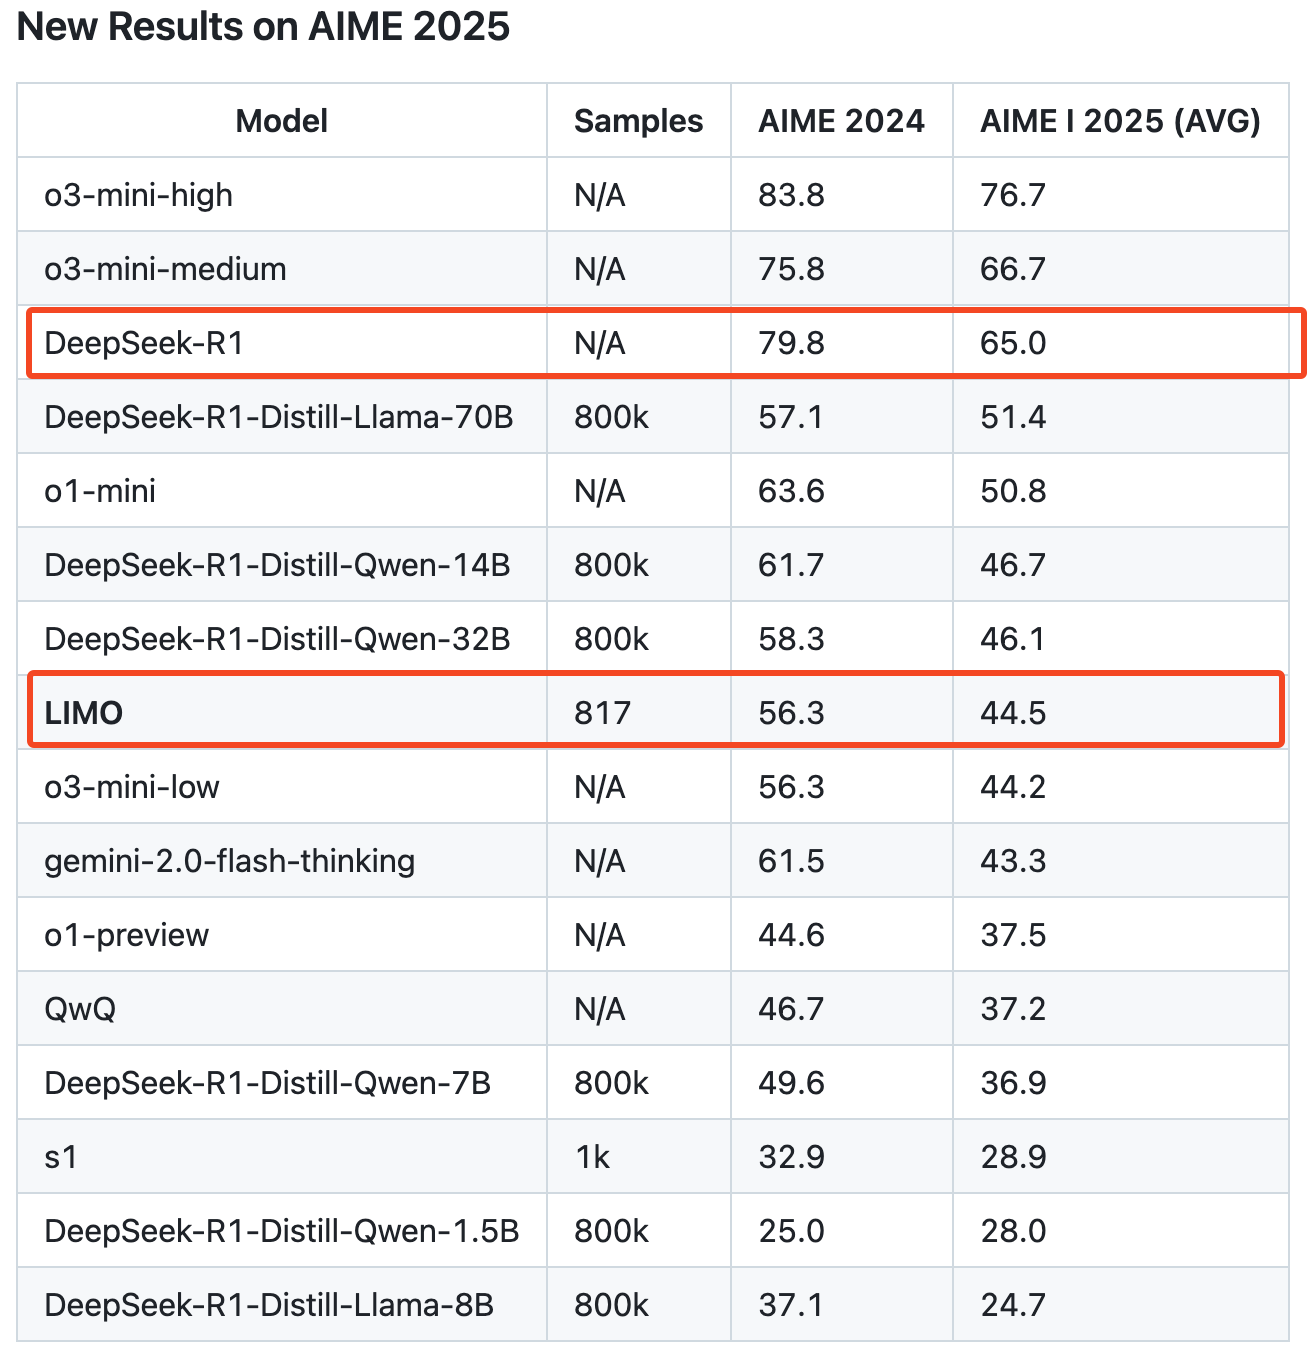 New Results on AIME 2025
Model Samples AIME 2024 AIME I 2025 (AVG)
o3-mini-high N/A 83.8 76.7
o3-mini-medium N/A 75.8 66.7
DeepSeek-R1 N/A 79.8 65.0
DeepSeek-R1-Distill-Llama-70B 800k 57.1 51.4
o1-mini N/A 63.6 50.8
DeepSeek-R1-Distill-Qwen-14B 800k 61.7 46.7
DeepSeek-R1-Distill-Qwen-32B 800k 58.3 46.1
LIMO 817 56.3 44.5
o3-mini-low N/A 56.3 44.2
gemini-2.0-flash-thinking N/A 61.5 43.3
o1-preview N/A 44.6 37.5
QwQ N/A 46.7 37.2
DeepSeek-R1-Distill-Qwen-7B 800k 49.6 36.9
s1 1k 32.9 28.9
DeepSeek-R1-Distill-Qwen-1.5B 800k 25.0 28.0
DeepSeek-R1-Distill-Llama-8B 800k 37.1 24.7